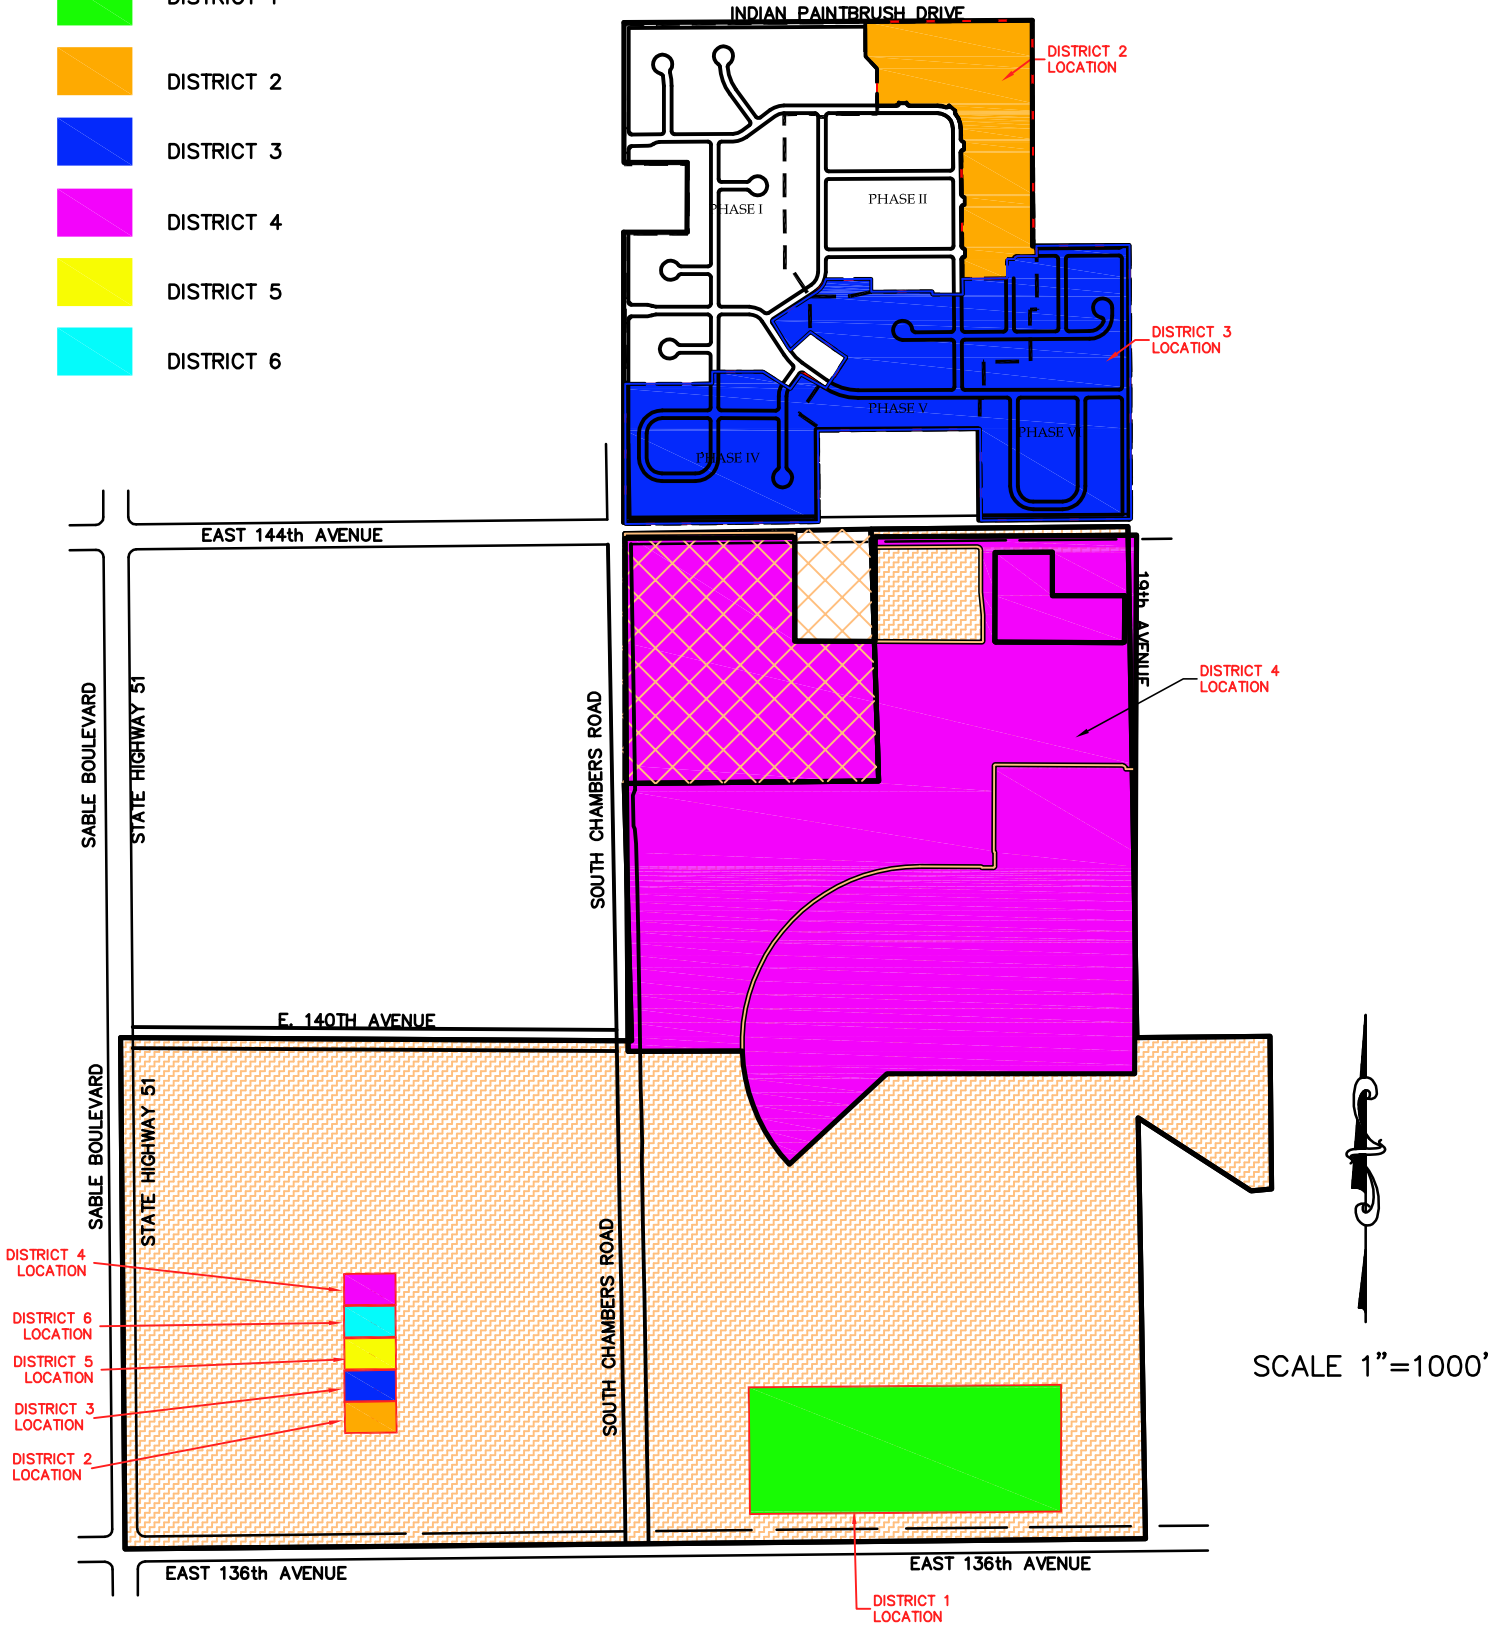 DISTRICT 1
DISTRICT 2
DISTRICT 3
DISTRICT 4
DISTRICT 5
DISTRICT 6
INDIAN PAINTBRUSH DRIVE
DISTRICT 2
LOCATION
PHASE I
PHASE II
DISTRICT 3
LOCATION
PHASE V
PHASE VI
PHASE IV
EAST 144th AVENUE
19th AVENUE
DISTRICT 4
LOCATION
SABLE BOULEVARD
STATE HIGHWAY 51
SOUTH CHAMBERS ROAD
E. 140TH AVENUE
SABLE BOULEVARD
STATE HIGHWAY 51
SOUTH CHAMBERS ROAD
DISTRICT 4
LOCATION
DISTRICT 6
LOCATION
DISTRICT 5
LOCATION
DISTRICT 3
LOCATION
DISTRICT 2
LOCATION
SCALE 1"=1000'
EAST 136th AVENUE
EAST 136th AVENUE
DISTRICT 1
LOCATION